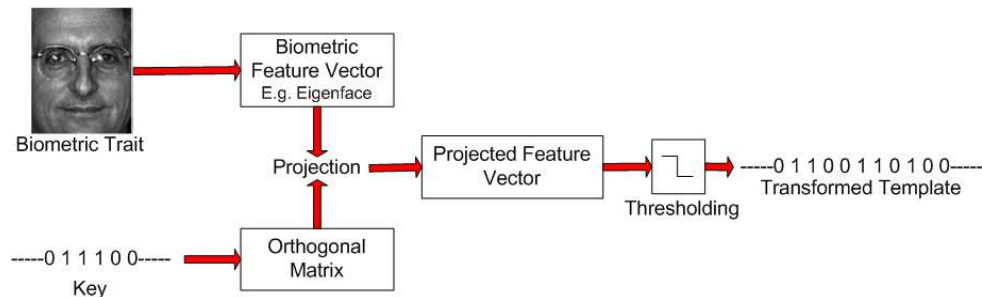 Biometric Trait
Biometric
Feature Vector
E.g. Eigenface
Projection
Projected Feature
Vector
Thresholding
-----0 1 1 0 0 1 1 0 1 0 0-----
Transformed Template
-----0 1 1 1 0 0-----
Key
Orthogonal
Matrix